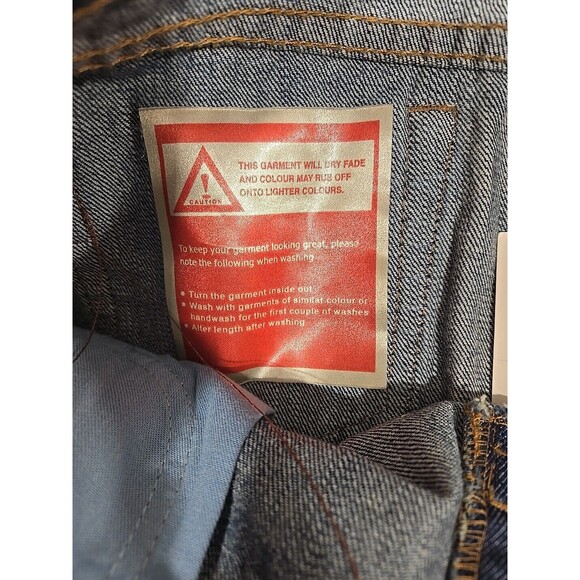 THIS GARMENT WILL DRY FADE
AND COLOUR MAY RUB OFF
ONTO LIGHTER COLOURS.
CAUTION
To keep your garment looking great, please
note the following when washing
• Turn the garment inside out
• Wash with garments of similar colour or
handwash for the first couple of washes
• Alter length after washing